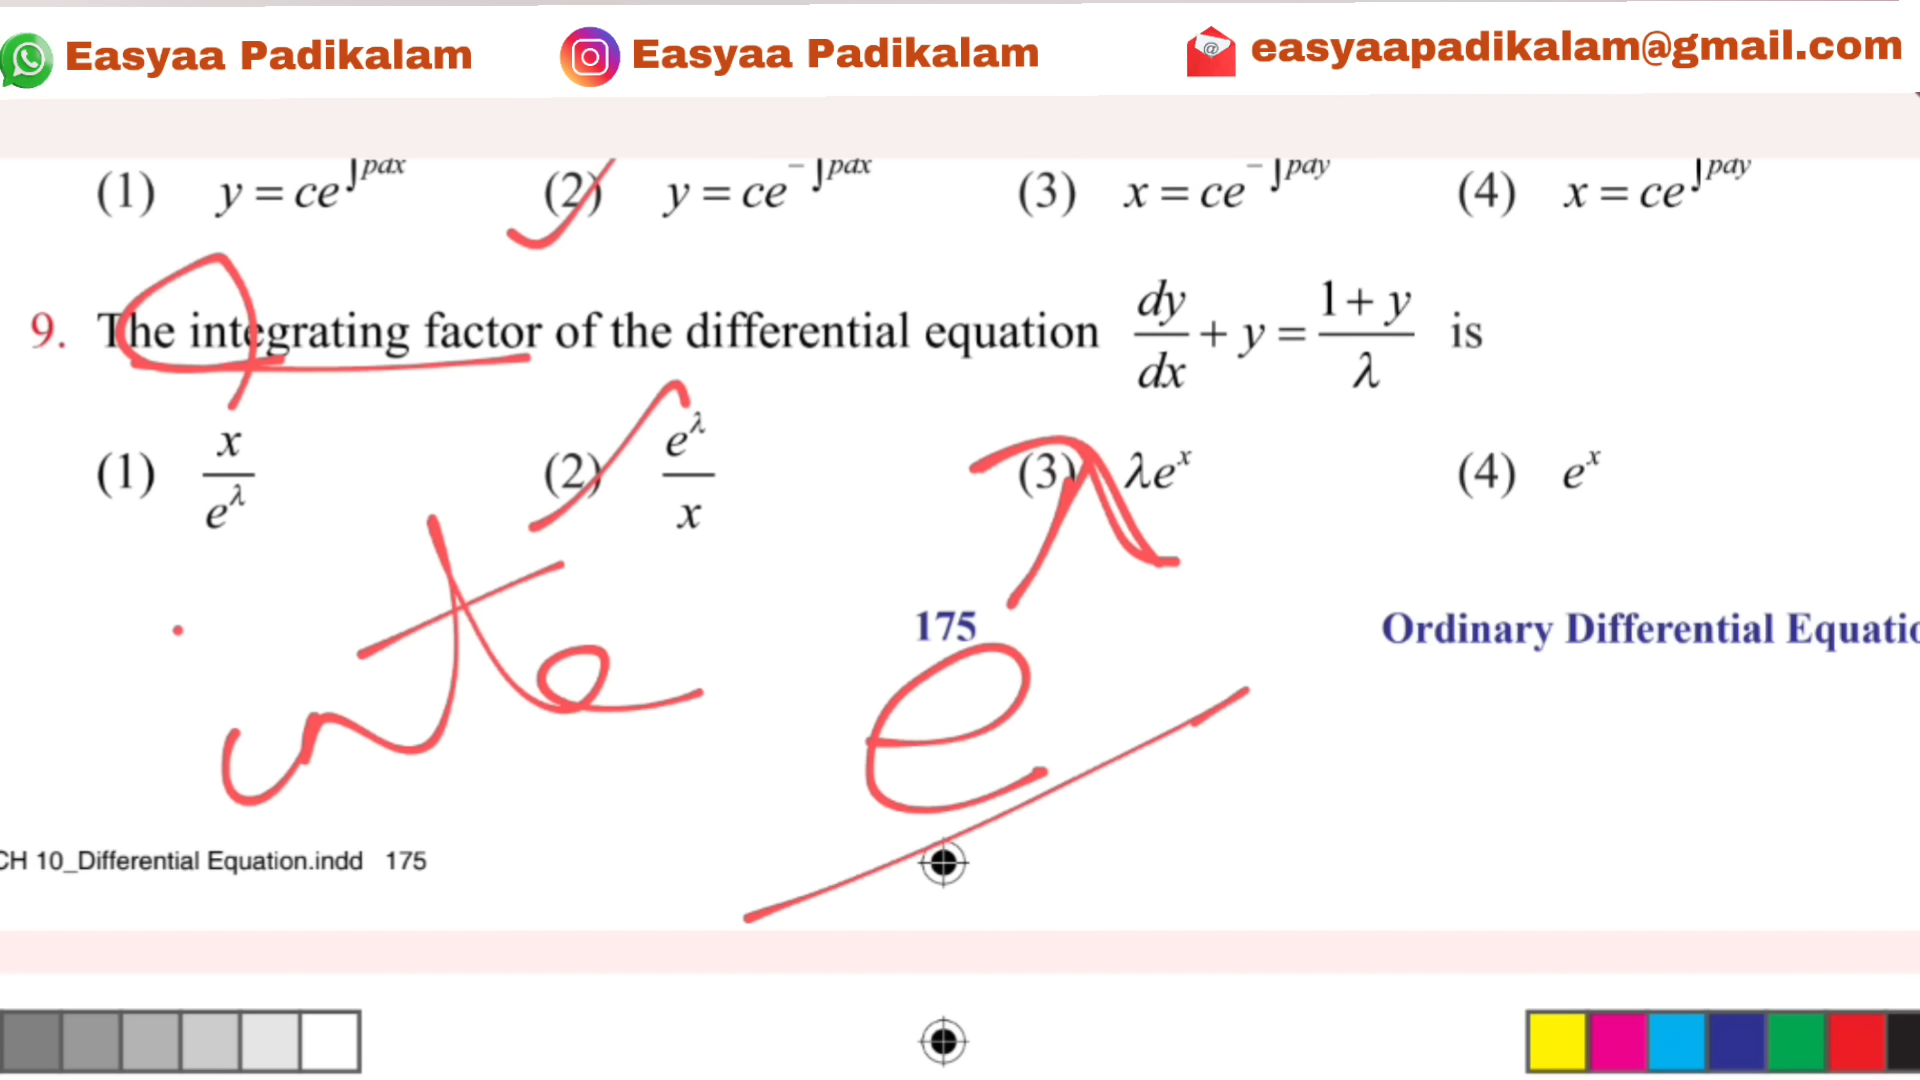 Easyaa Padikalam Easyaa Padikalam easyaapadikalam@gmail.com
(1) y = ce^{∫pdx} (2) y = ce^{-∫pdx} (3) x = ce^{-∫pdy} (4) x = ce^{∫pdy}
9. The integrating factor of the differential equation dy/dx + y = (1+y)/λ is
(1) x/e^λ (2) e^λ/x (3) λe^x (4) e^x
175 Ordinary Differential Equatio
CH 10_Differential Equation.indd 175